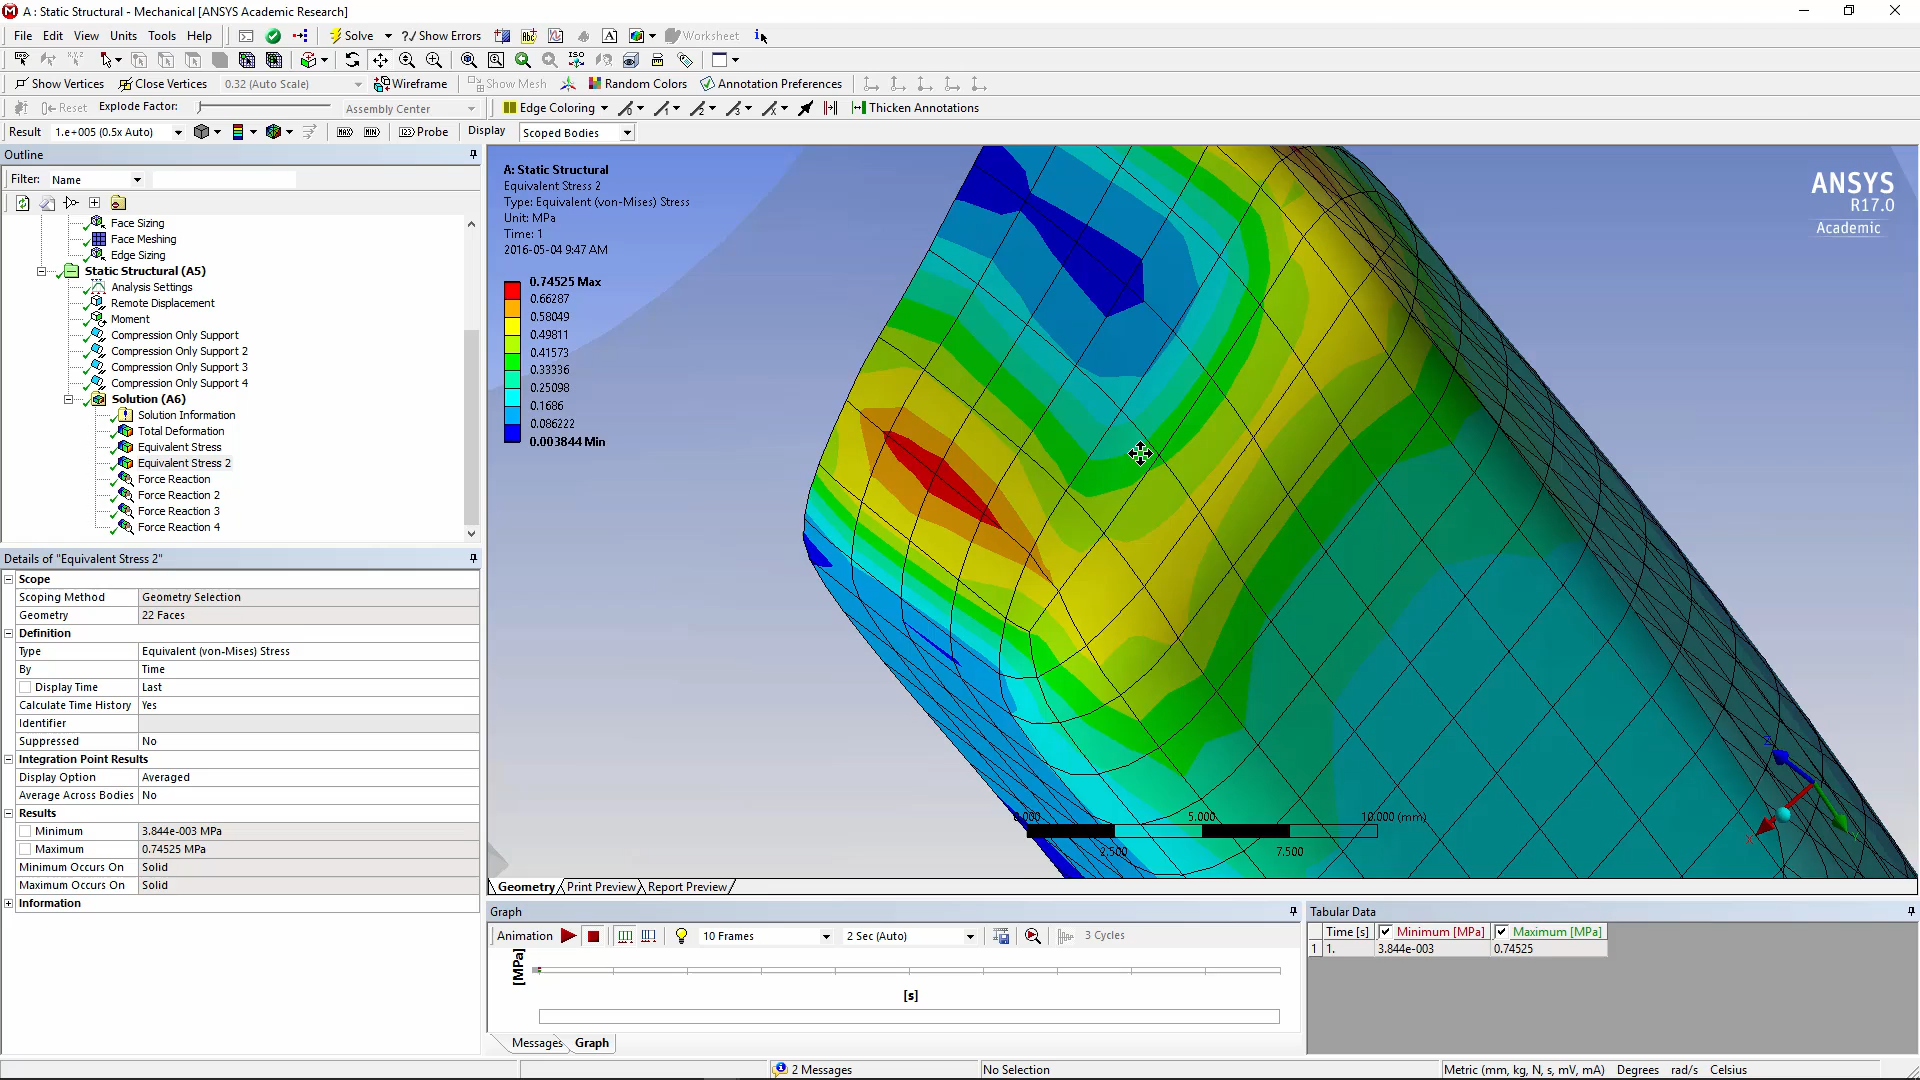 A : Static Structural - Mechanical [ANSYS Academic Research]
File Edit View Units Tools Help Solve ?/ Show Errors Worksheet
Show Vertices Close Vertices 0.32 (Auto Scale) Wireframe Show Mesh Random Colors Annotation Preferences
Reset Explode Factor: Assembly Center Edge Coloring Thicken Annotations
Result 1.e+005 (0.5x Auto) MAX MIN Probe Display Scoped Bodies
Outline
Filter: Name
Face Sizing
Face Meshing
Edge Sizing
Static Structural (A5)
Analysis Settings
Remote Displacement
Moment
Compression Only Support
Compression Only Support 2
Compression Only Support 3
Compression Only Support 4
Solution (A6)
Solution Information
Total Deformation
Equivalent Stress
Equivalent Stress 2
Force Reaction
Force Reaction 2
Force Reaction 3
Force Reaction 4
Details of "Equivalent Stress 2"
Scope
Scoping Method Geometry Selection
Geometry 22 Faces
Definition
Type Equivalent (von-Mises) Stress
By Time
Display Time Last
Calculate Time History Yes
Identifier
Suppressed No
Integration Point Results
Display Option Averaged
Average Across Bodies No
Results
Minimum 3.844e-003 MPa
Maximum 0.74525 MPa
Minimum Occurs On Solid
Maximum Occurs On Solid
Information
A: Static Structural
Equivalent Stress 2
Type: Equivalent (von-Mises) Stress
Unit: MPa
Time: 1
2016-05-04 9:47 AM
0.74525 Max
0.66287
0.58049
0.49811
0.41573
0.33336
0.25098
0.1686
0.086222
0.003844 Min
ANSYS
R17.0
Academic
0.000 5.000 10.000 (mm)
2.500 7.500
Z
X
Y
Geometry Print Preview Report Preview
Graph
Animation 10 Frames 2 Sec (Auto) 3 Cycles
[MPa]
[s]
Messages Graph
Tabular Data
Time [s] Minimum [MPa] Maximum [MPa]
1 1. 3.844e-003 0.74525
2 Messages No Selection Metric (mm, kg, N, s, mV, mA) Degrees rad/s Celsius